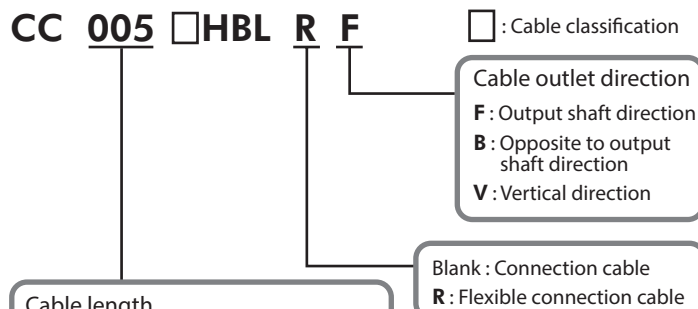 CC 005 □HBL R F
□ : Cable classification
Cable outlet direction
F : Output shaft direction
B : Opposite to output
shaft direction
V : Vertical direction
Blank : Connection cable
R : Flexible connection cable
Cable length